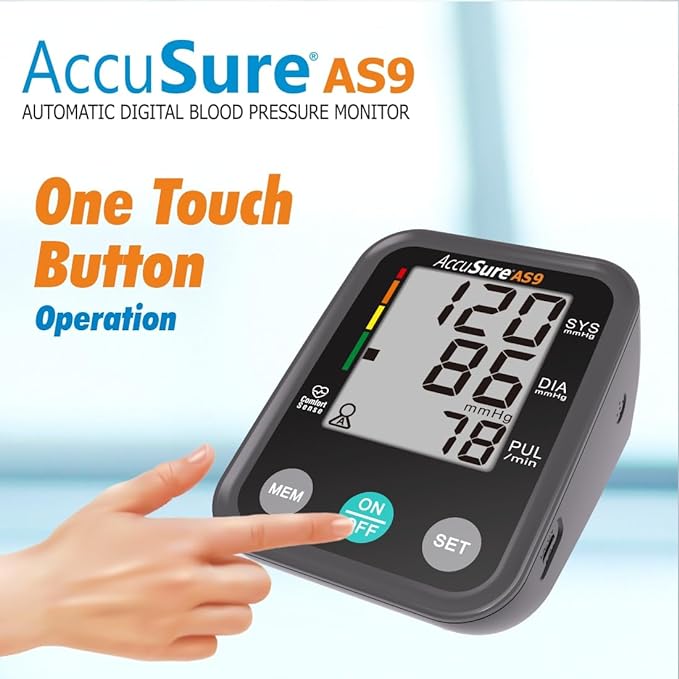 AccuSure® AS9
AUTOMATIC DIGITAL BLOOD PRESSURE MONITOR
One Touch
Button
Operation
AccuSure® AS9
120
SYS
mmHg
86
DIA
mmHg
mmHg
Comfort
Sense
A
78
PUL
/min
MEM
ON
OFF
SET